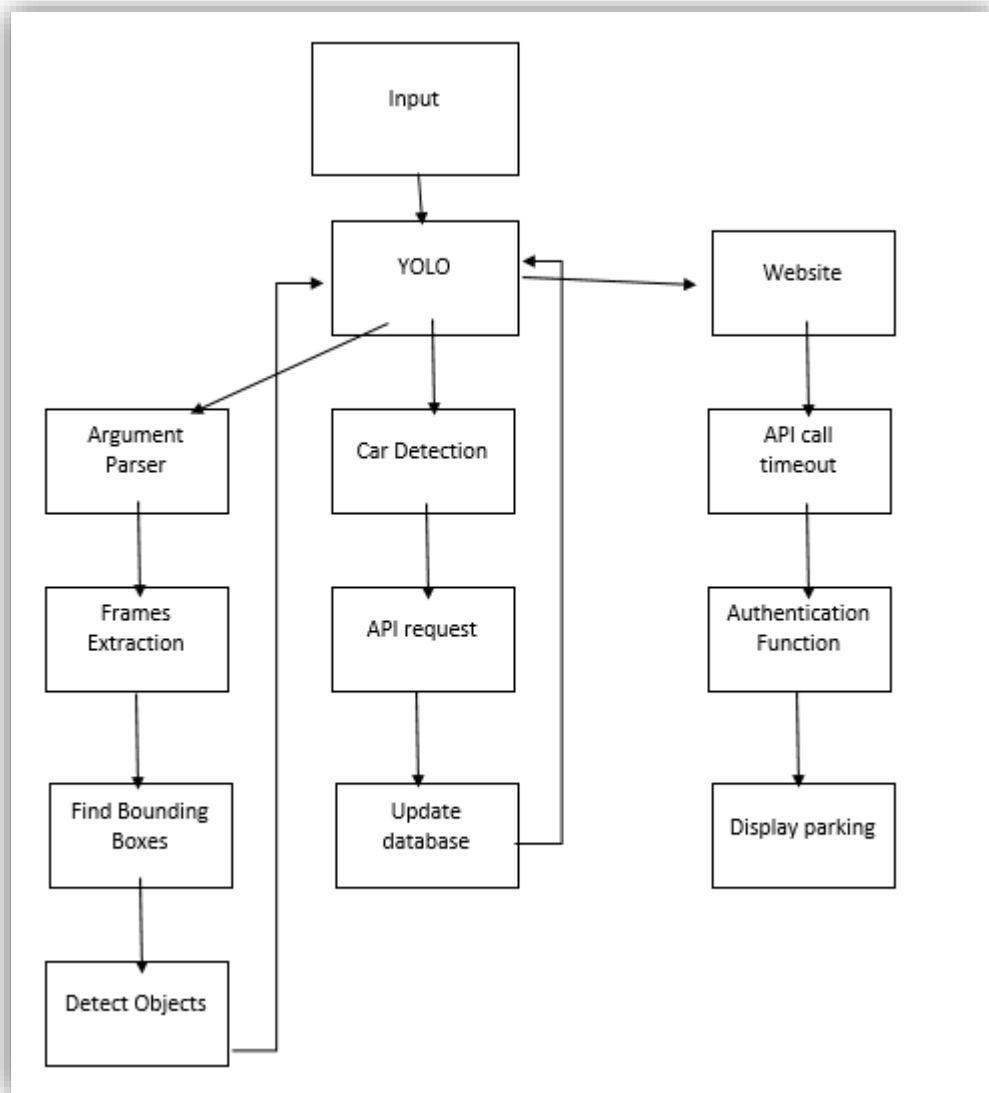 Input
YOLO
Website
Argument
Parser
Car Detection
API call
timeout
Frames
Extraction
API request
Authentication
Function
Find Bounding
Boxes
Update
database
Display parking
Detect Objects